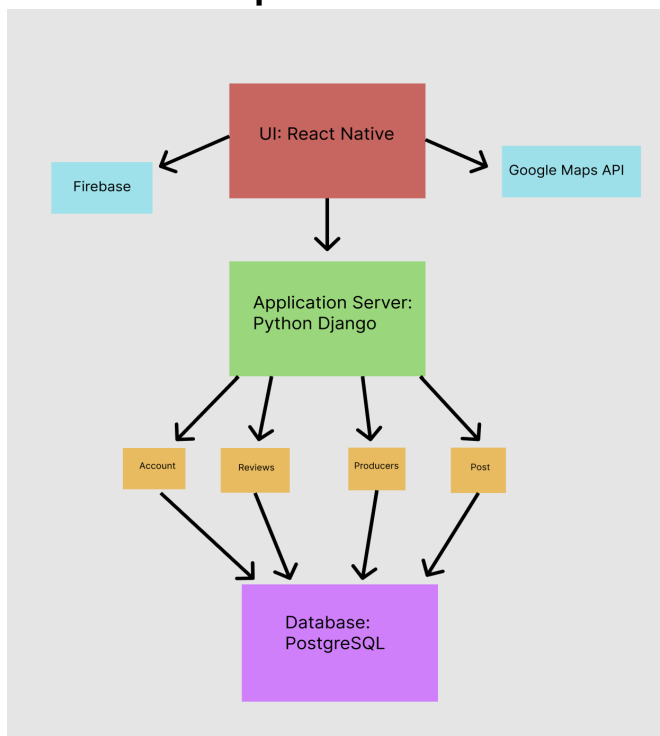 UI: React Native
Firebase
Google Maps API
Application Server:
Python Django
Account
Reviews
Producers
Post
Database:
PostgreSQL